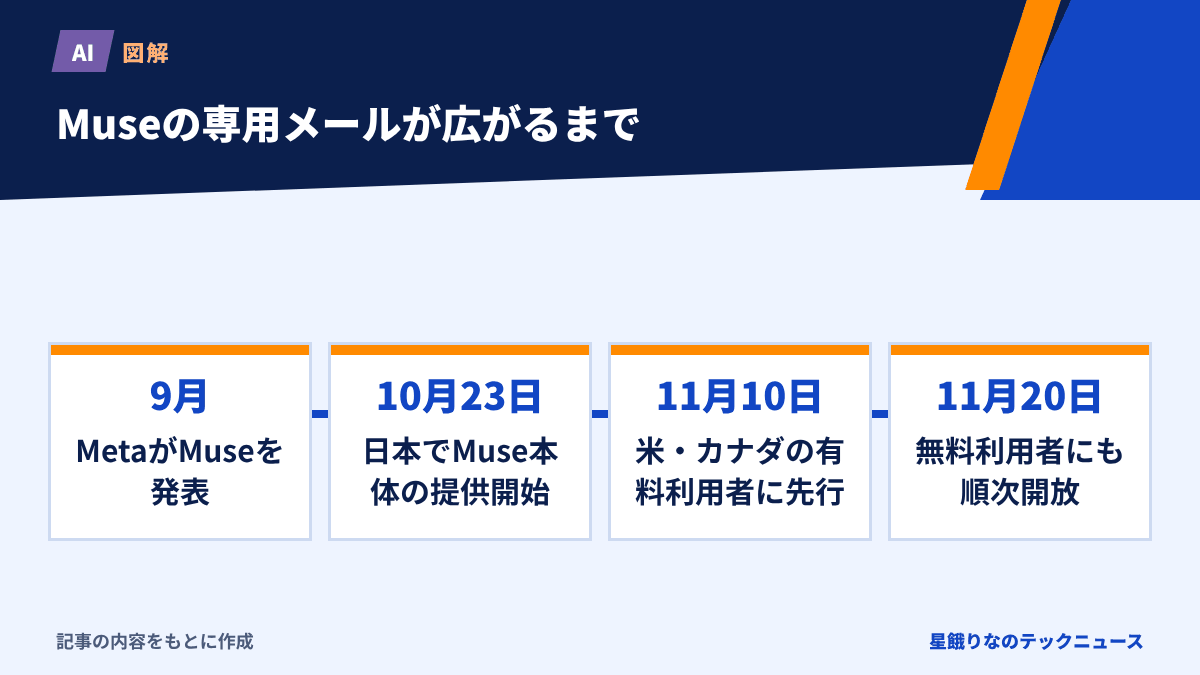 AI 図解
Museの専用メールが広がるまで
9月
MetaがMuseを
発表
10月23日
日本でMuse本
体の提供開始
11月10日
米・カナダの有
料利用者に先行
11月20日
無料利用者にも
順次開放
記事の内容をもとに作成
星餓りなのテックニュース